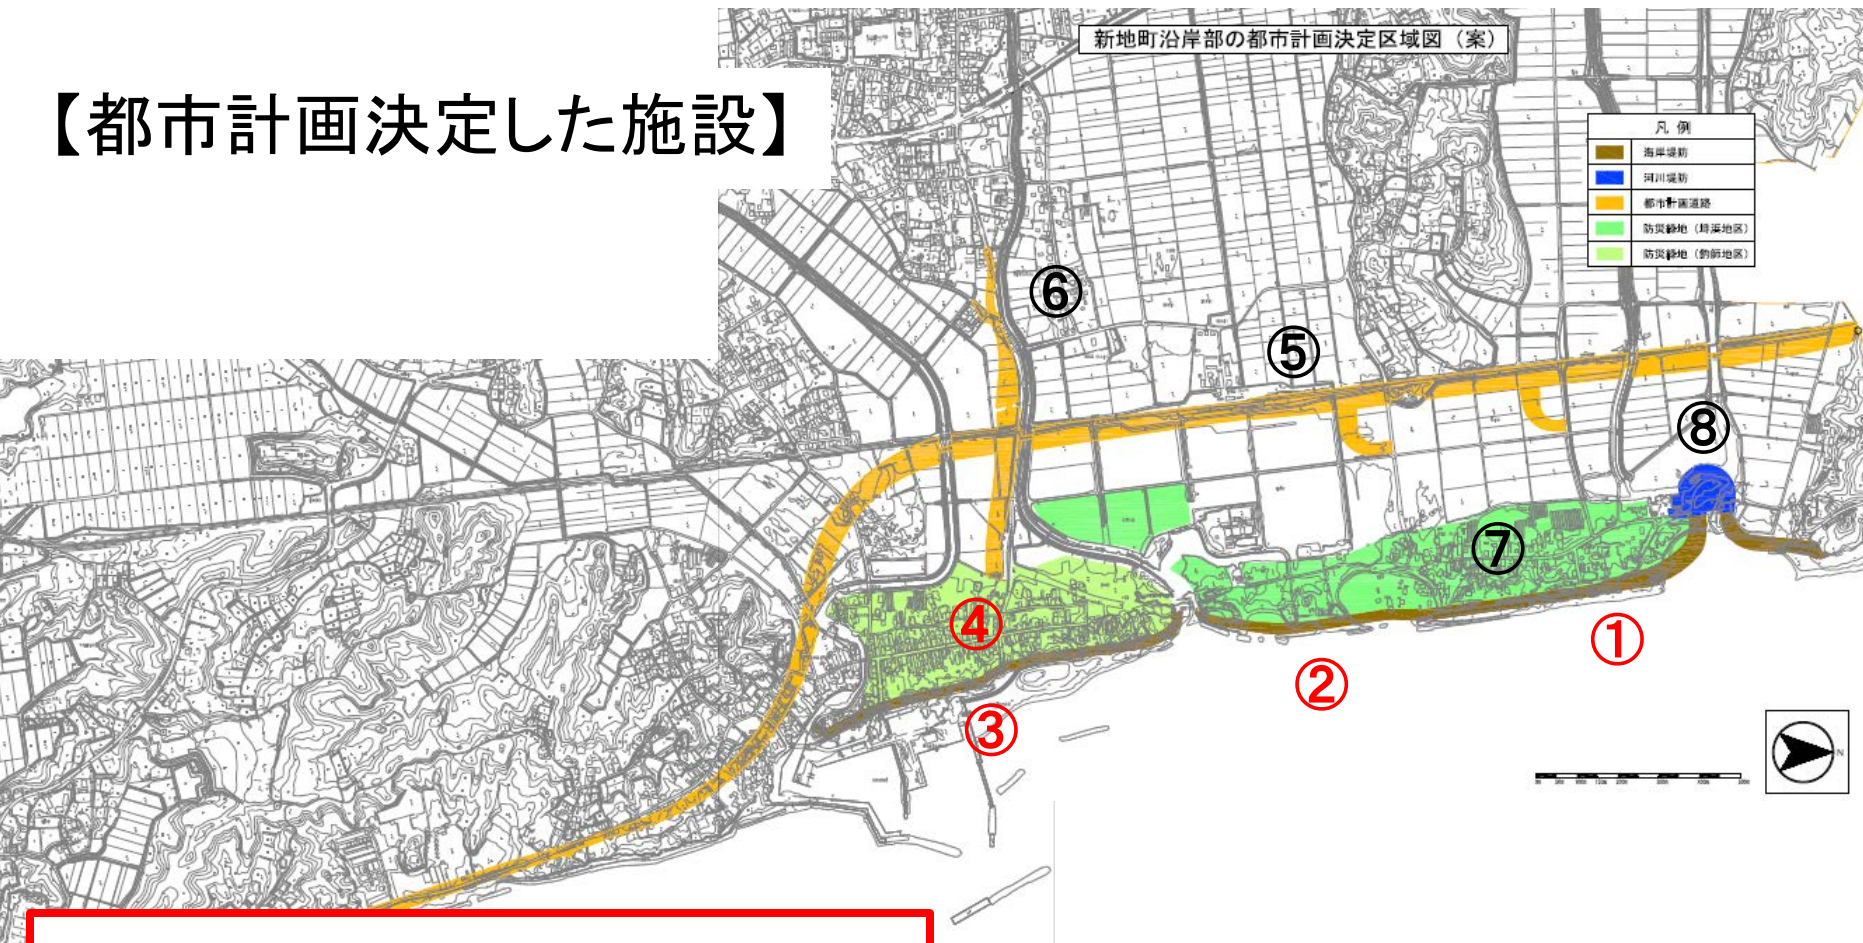 新地町沿岸部の都市計画決定区域図（案）
【都市計画決定した施設】
凡 例
海岸堤防
河川堤防
都市計画道路
防災緑地（埓浜地区）
防災緑地（釣師地区）
⑥
⑤
⑧
⑦
④
①
②
③
N